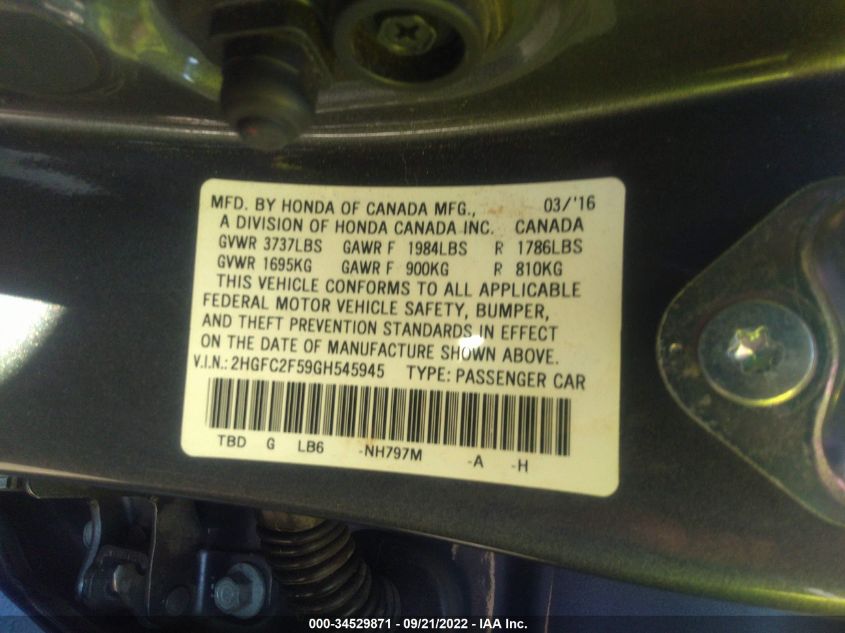 MFD. BY HONDA OF CANADA MFG., 03/'16
A DIVISION OF HONDA CANADA INC. CANADA
GVWR 3737LBS GAWR F 1984LBS R 1786LBS
GVWR 1695KG GAWR F 900KG R 810KG
THIS VEHICLE CONFORMS TO ALL APPLICABLE
FEDERAL MOTOR VEHICLE SAFETY, BUMPER,
AND THEFT PREVENTION STANDARDS IN EFFECT
ON THE DATE OF MANUFACTURE SHOWN ABOVE.
V.I.N.: 2HGFC2F59GH545945 TYPE: PASSENGER CAR
TBD G LB6 -NH797M -A -H
000-34529871 - 09/21/2022 - IAA Inc.